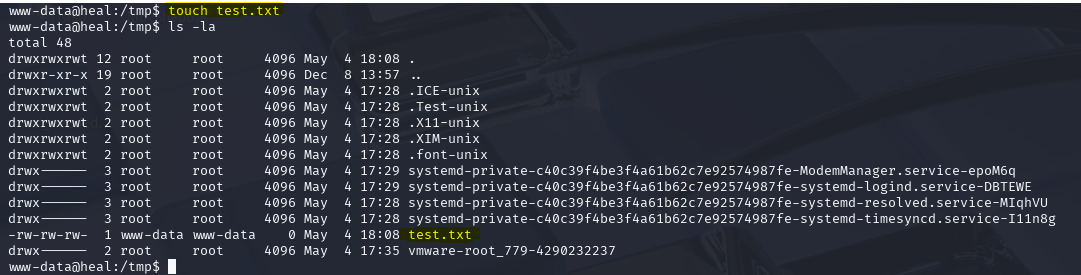 www-data@heal:/tmp$ touch test.txt
www-data@heal:/tmp$ ls -la
total 48
drwxrwxrwt 12 root     root     4096 May  4 18:08 .
drwxr-xr-x 19 root     root     4096 Dec  8 13:57 ..
drwxrwxrwt  2 root     root     4096 May  4 17:28 .ICE-unix
drwxrwxrwt  2 root     root     4096 May  4 17:28 .Test-unix
drwxrwxrwt  2 root     root     4096 May  4 17:28 .X11-unix
drwxrwxrwt  2 root     root     4096 May  4 17:28 .XIM-unix
drwxrwxrwt  2 root     root     4096 May  4 17:28 .font-unix
drwx------  3 root     root     4096 May  4 17:29 systemd-private-c40c39f4be3f4a61b62c7e92574987fe-ModemManager.service-epoM6q
drwx------  3 root     root     4096 May  4 17:28 systemd-private-c40c39f4be3f4a61b62c7e92574987fe-systemd-logind.service-DBTEWE
drwx------  3 root     root     4096 May  4 17:28 systemd-private-c40c39f4be3f4a61b62c7e92574987fe-systemd-resolved.service-MIqhVU
drwx------  3 root     root     4096 May  4 17:28 systemd-private-c40c39f4be3f4a61b62c7e92574987fe-systemd-timesyncd.service-I11n8g
-rw-rw-rw-  1 www-data www-data    0 May  4 18:08 test.txt
drwx------  2 root     root     4096 May  4 17:35 vmware-root_779-4290232237
www-data@heal:/tmp$